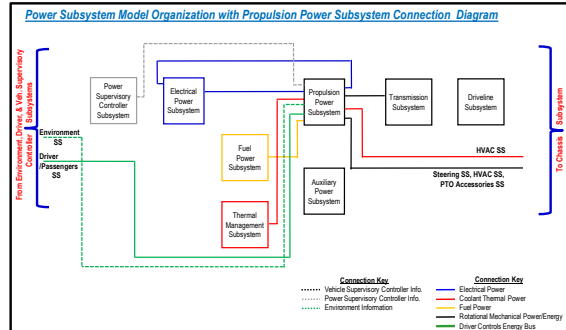 Power Subsystem Model Organization with Propulsion Power Subsystem Connection Diagram
From Environment, Driver, & Veh. Supervisory
Controller Subsystems
Environment
SS
Driver
/Passengers
SS
Power
Supervisory
Controller
Subsystem
Electrical
Power
Subsystem
Propulsion
Power
Subsystem
Transmission
Subsystem
Driveline
Subsystem
Fuel
Power
Subsystem
Thermal
Management
Subsystem
Auxiliary
Power
Subsystem
HVAC SS
Steering SS, HVAC SS,
PTO Accessories SS
To Chassis Subsystem
Connection Key
Vehicle Supervisory Controller Info.
Power Supervisory Controller Info.
Environment Information
Connection Key
Electrical Power
Coolant Thermal Power
Fuel Power
Rotational Mechanical Power/Energy
Driver Controls Energy Bus